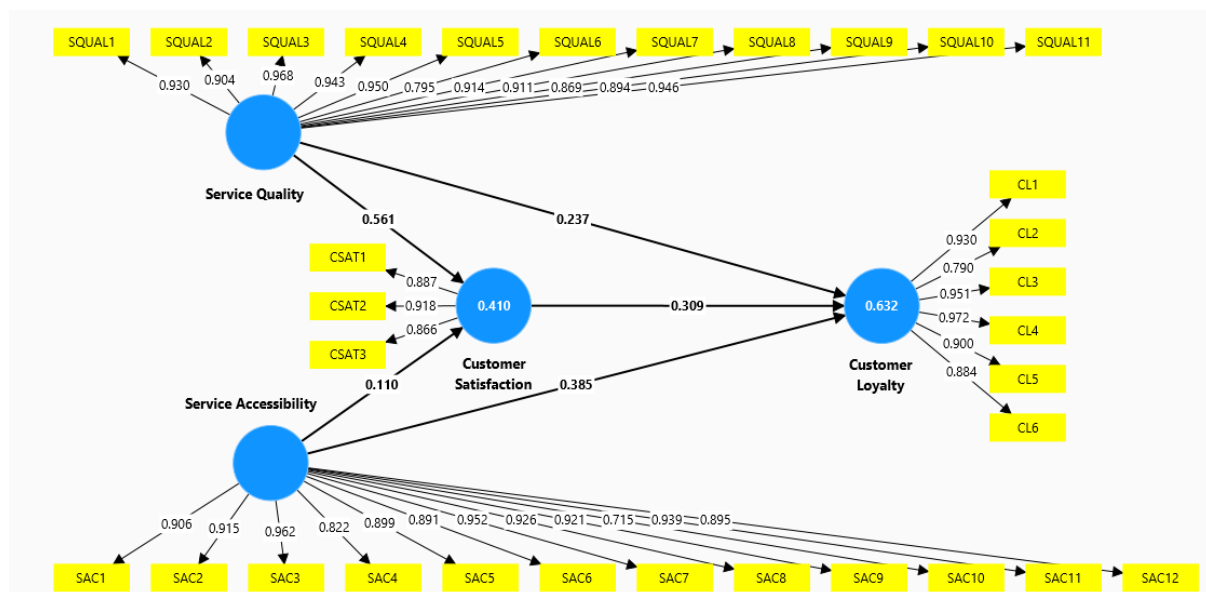 SQUAL1 SQUAL2 SQUAL3 SQUAL4 SQUAL5 SQUAL6 SQUAL7 SQUAL8 SQUAL9 SQUAL10 SQUAL11
0.930 0.904 0.968 0.943 0.950 0.795 0.914 0.911 0.869 0.894 0.946
Service Quality
0.561
0.237
CSAT1
0.887
CSAT2
0.918
CSAT3
0.866
0.410
Customer
Satisfaction
0.309
0.632
Customer
Loyalty
CL1
0.930
CL2
0.790
CL3
0.951
CL4
0.972
CL5
0.900
CL6
0.884
0.110
0.385
Service Accessibility
0.906 0.915 0.962 0.822 0.899 0.891 0.952 0.926 0.921 0.715 0.939 0.895
SAC1 SAC2 SAC3 SAC4 SAC5 SAC6 SAC7 SAC8 SAC9 SAC10 SAC11 SAC12